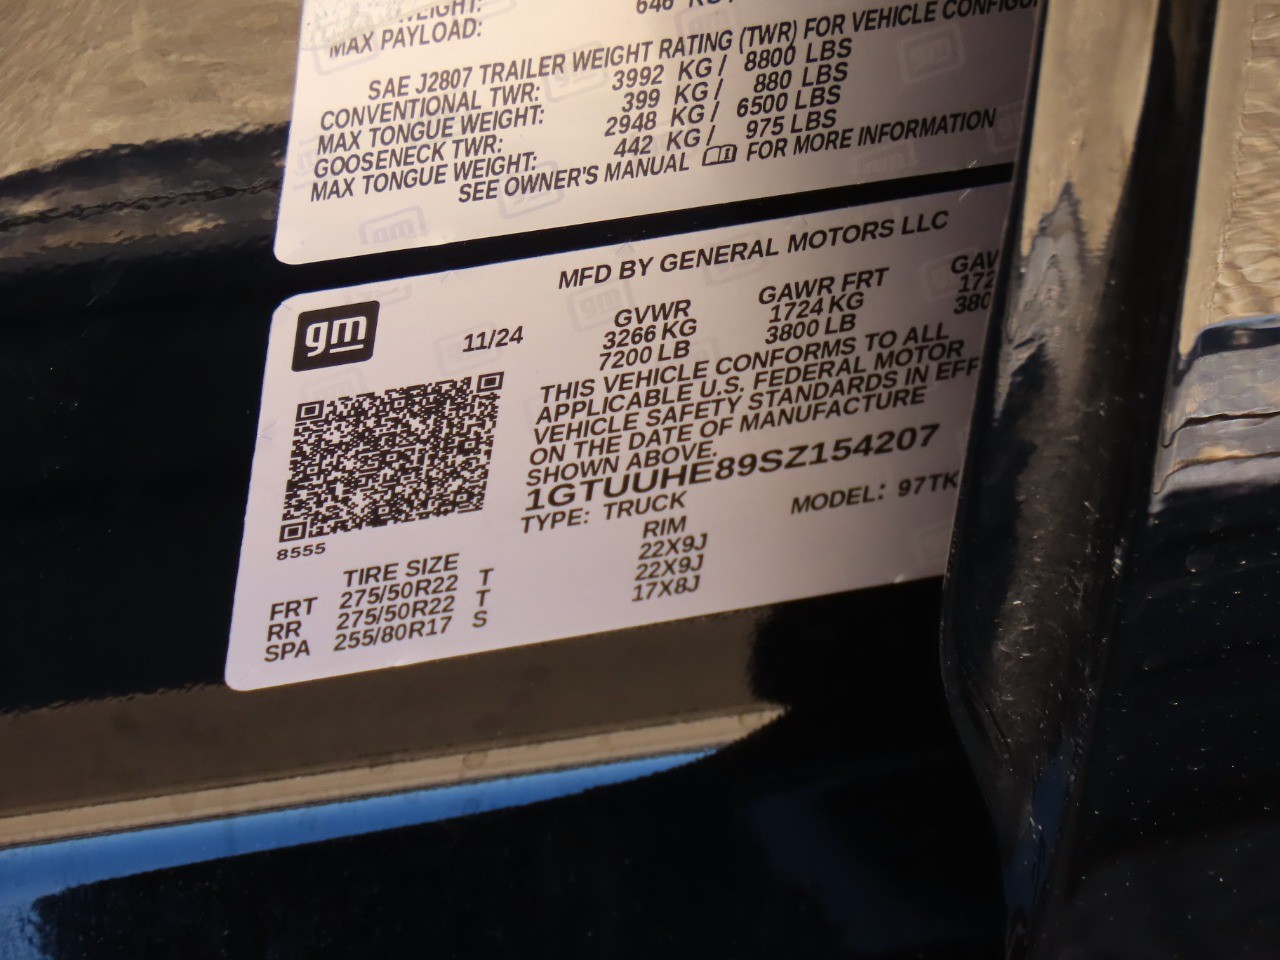 MAX PAYLOAD:
SAE J2807 TRAILER WEIGHT RATING (TWR) FOR VEHICLE
CONVENTIONAL TWR: 3992 KG / 8800 LBS
MAX TONGUE WEIGHT: 399 KG / 880 LBS
GOOSENECK TWR: 2948 KG / 6500 LBS
MAX TONGUE WEIGHT: 442 KG / 975 LBS
SEE OWNER'S MANUAL FOR MORE INFORMATION
MFD BY GENERAL MOTORS LLC
gm
11/24
GVWR GAWR FRT
3266 KG 1724 KG
7200 LB 3800 LB
THIS VEHICLE CONFORMS TO ALL
APPLICABLE U.S. FEDERAL MOTOR
VEHICLE SAFETY STANDARDS IN EFF
ON THE DATE OF MANUFACTURE
SHOWN ABOVE.
1GTUUHE89SZ154207
TYPE: TRUCK MODEL: 97TK
8555
TIRE SIZE RIM
FRT 275/50R22 T 22X9J
RR 275/50R22 T 22X9J
SPA 255/80R17 S 17X8J